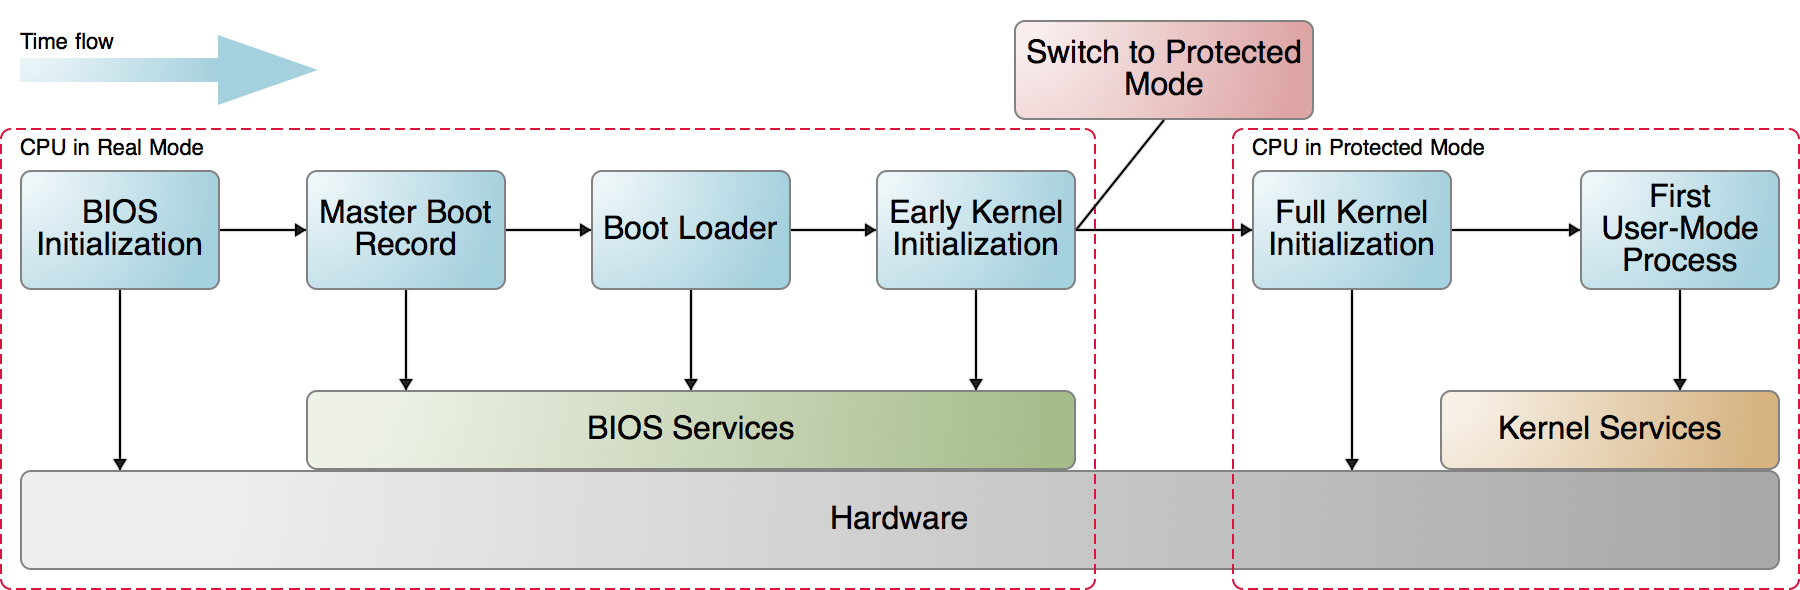 Time flow
Switch to Protected
Mode
CPU in Real Mode
CPU in Protected Mode
BIOS
Initialization
Master Boot
Record
Boot Loader
Early Kernel
Initialization
Full Kernel
Initialization
First
User-Mode
Process
BIOS Services
Kernel Services
Hardware